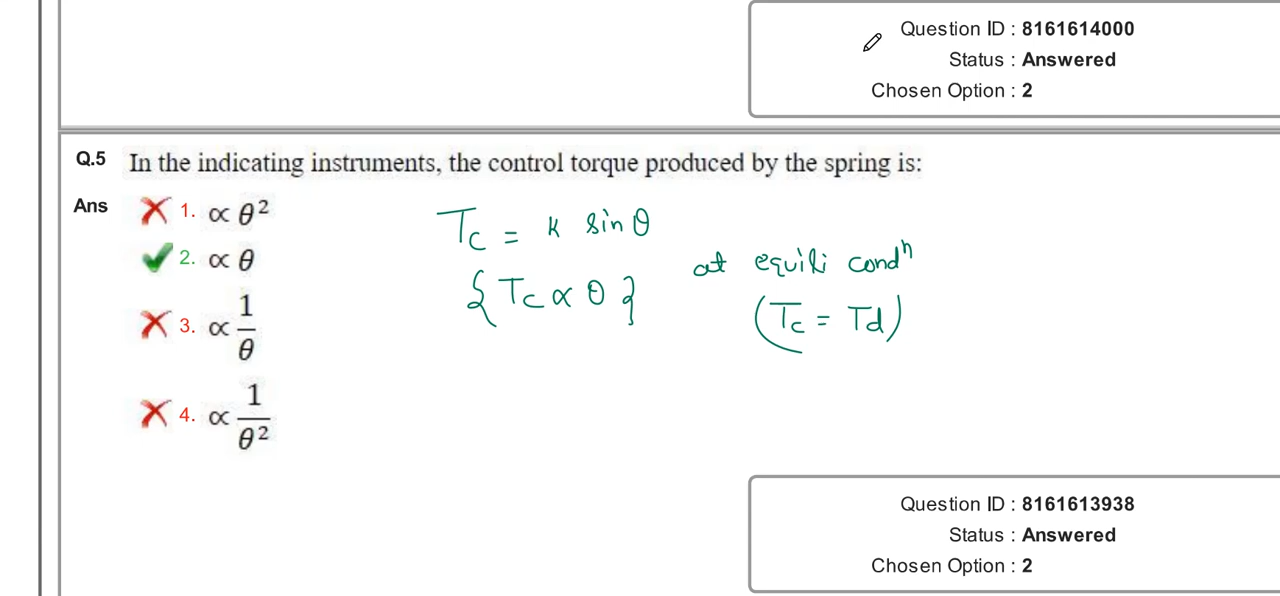 Question ID : 8161614000
Status : Answered
Chosen Option : 2
Q.5 In the indicating instruments, the control torque produced by the spring is:
Ans 1. ∝ θ²
2. ∝ θ
3. ∝ 1/θ
4. ∝ 1/θ²
Tc = K sin θ
{ Tc ∝ θ }
at equili condⁿ
(Tc = Td)
Question ID : 8161613938
Status : Answered
Chosen Option : 2